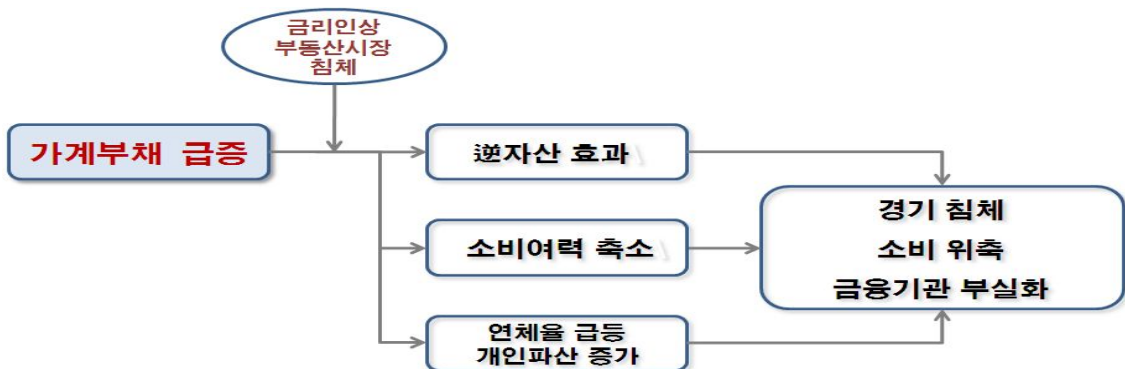 금리인상
부동산시장
침체
가계부채 급증
逆자산 효과
소비여력 축소
연체율 급등
개인파산 증가
경기 침체
소비 위축
금융기관 부실화